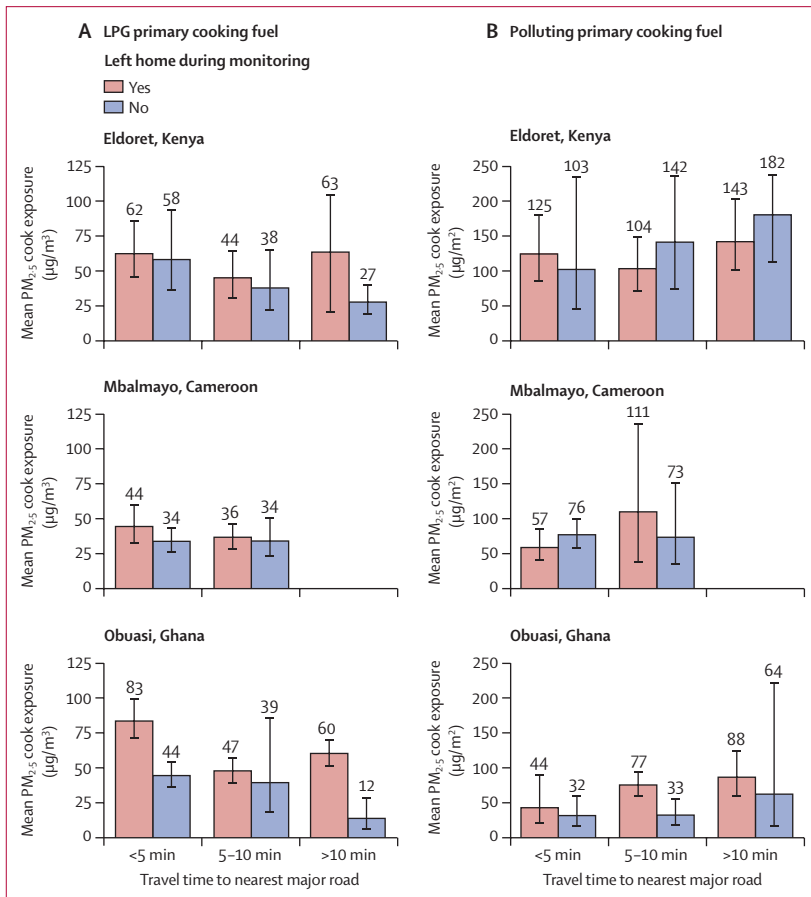 A LPG primary cooking fuel
Left home during monitoring
Yes
No
Eldoret, Kenya
Mean PM2·5 cook exposure
(µg/m³)
125
100
75
50
25
0
62
58
44
38
63
27
Mbalmayo, Cameroon
Mean PM2·5 cook exposure
(µg/m³)
125
100
75
50
25
0
44
34
36
34
Obuasi, Ghana
Mean PM2·5 cook exposure
(µg/m³)
125
100
75
50
25
0
83
44
47
39
60
12
<5 min
5–10 min
>10 min
Travel time to nearest major road
B Polluting primary cooking fuel
Eldoret, Kenya
Mean PM2·5 cook exposure
(µg/m²)
250
200
150
100
50
0
125
103
104
142
143
182
Mbalmayo, Cameroon
Mean PM2·5 cook exposure
(µg/m²)
250
200
150
100
50
0
57
76
111
73
Obuasi, Ghana
Mean PM2·5 cook exposure
(µg/m²)
250
200
150
100
50
0
44
32
77
33
88
64
<5 min
5–10 min
>10 min
Travel time to nearest major road